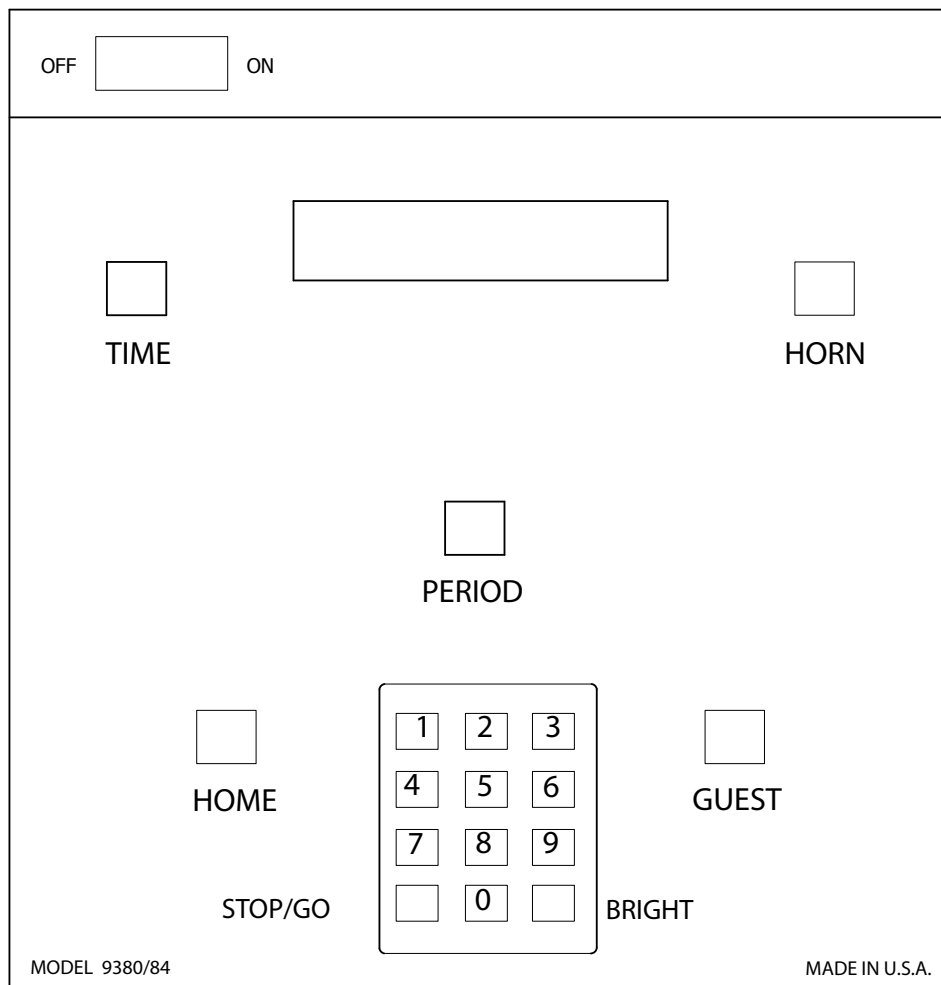 OFF ON
TIME HORN
PERIOD
1 2 3
HOME 4 5 6 GUEST
7 8 9
STOP/GO 0 BRIGHT
MODEL 9380/84 MADE IN U.S.A.